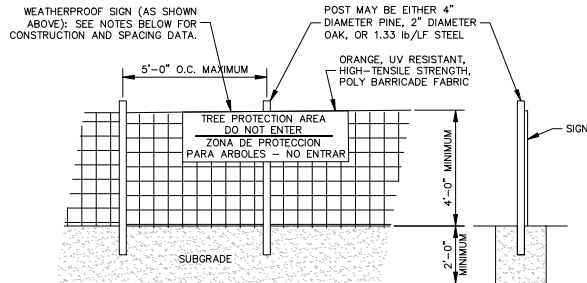 WEATHERPROOF SIGN (AS SHOWN
ABOVE): SEE NOTES BELOW FOR
CONSTRUCTION AND SPACING DATA.
POST MAY BE EITHER 4"
DIAMETER PINE, 2" DIAMETER
OAK, OR 1.33 lb/LF STEEL
5'-0" O.C. MAXIMUM
ORANGE, UV RESISTANT,
HIGH-TENSILE STRENGTH,
POLY BARRICADE FABRIC
TREE PROTECTION AREA
DO NOT ENTER
ZONA DE PROTECCION
PARA ARBOLES - NO ENTRAR
SIGN
4'-0" MINIMUM
SUBGRADE
2'-0"
MINIMUM